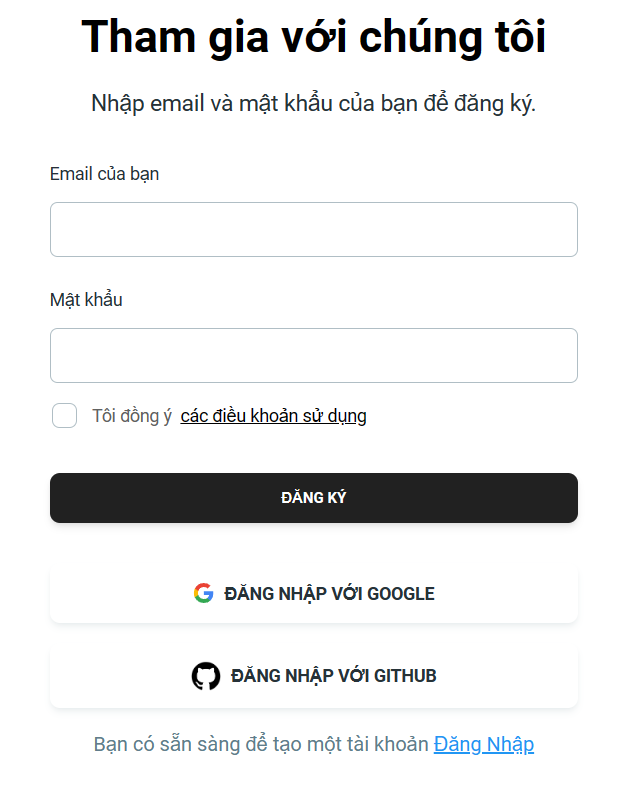 Tham gia với chúng tôi
Nhập email và mật khẩu của bạn để đăng ký.
Email của bạn
Mật khẩu
Tôi đồng ý các điều khoản sử dụng
ĐĂNG KÝ
ĐĂNG NHẬP VỚI GOOGLE
ĐĂNG NHẬP VỚI GITHUB
Bạn có sẵn sàng để tạo một tài khoản Đăng Nhập